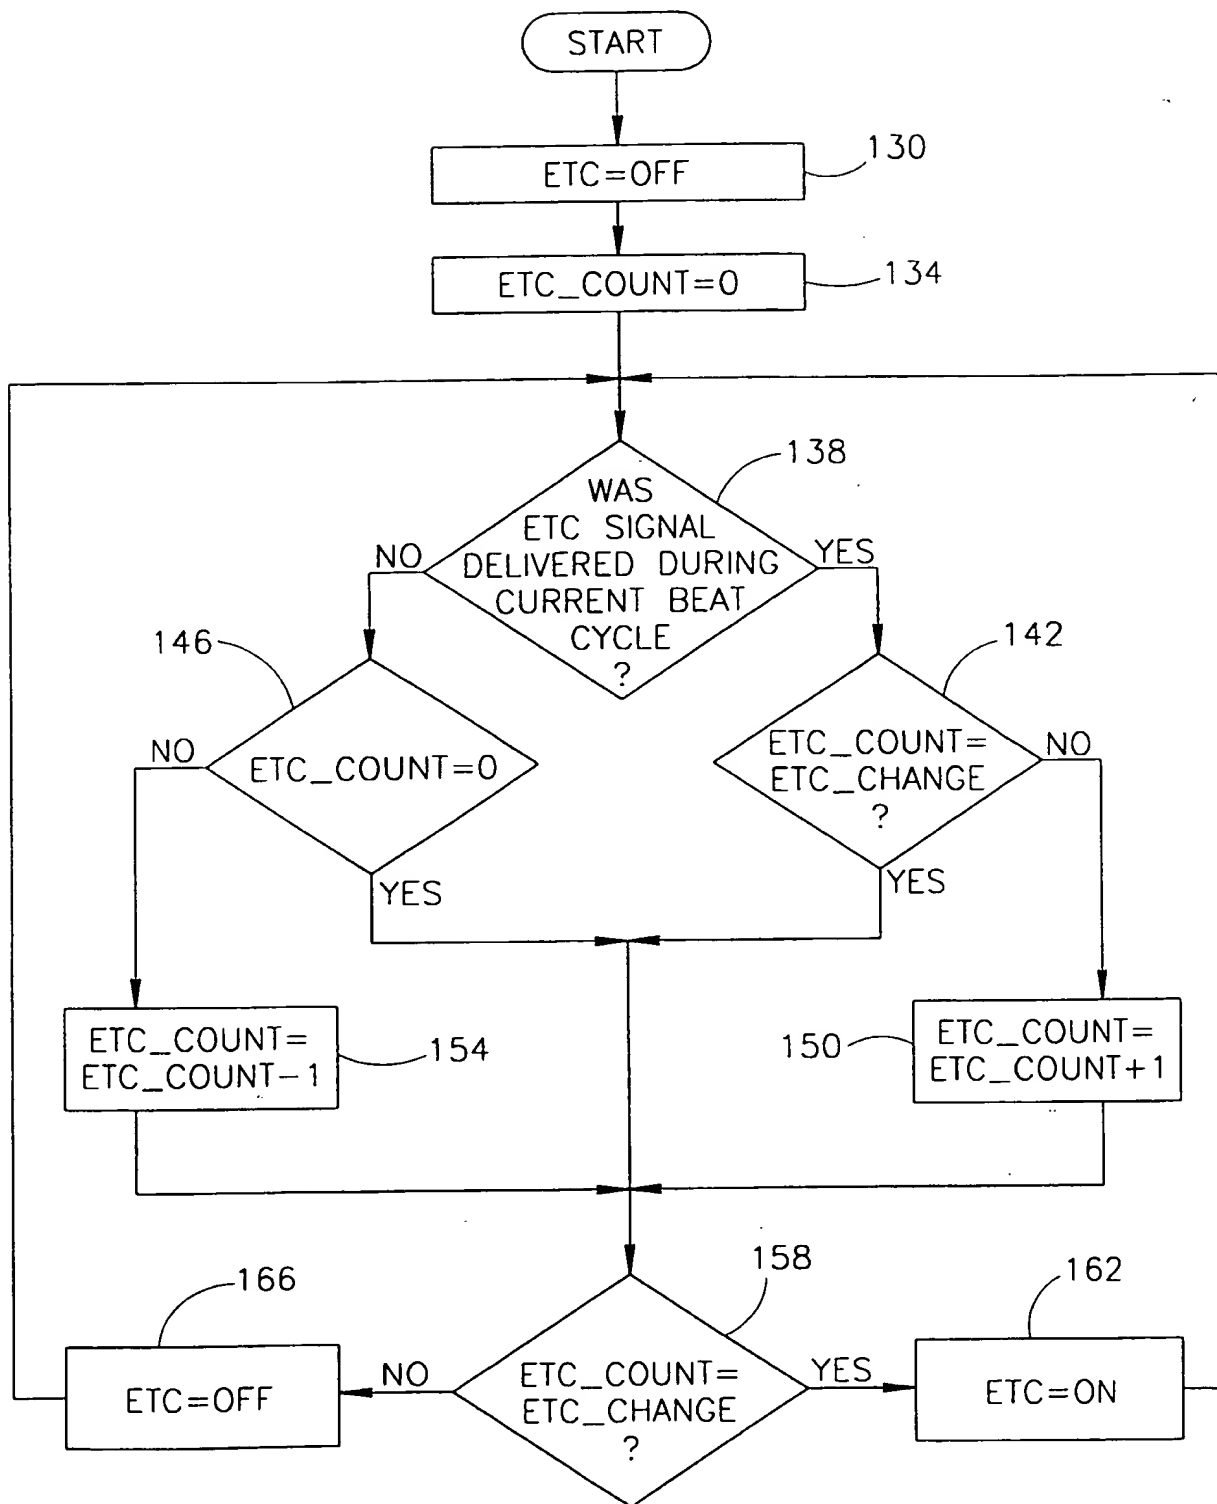 START
130
ETC=OFF
134
ETC_COUNT=0
138
WAS
ETC SIGNAL
DELIVERED DURING
CURRENT BEAT
CYCLE
?
NO
YES
146
142
ETC_COUNT=0
NO
YES
ETC_COUNT=
ETC_CHANGE
?
NO
YES
ETC_COUNT=
ETC_COUNT-1
154
150
ETC_COUNT=
ETC_COUNT+1
166
158
162
ETC=OFF
NO
ETC_COUNT=
ETC_CHANGE
?
YES
ETC=ON